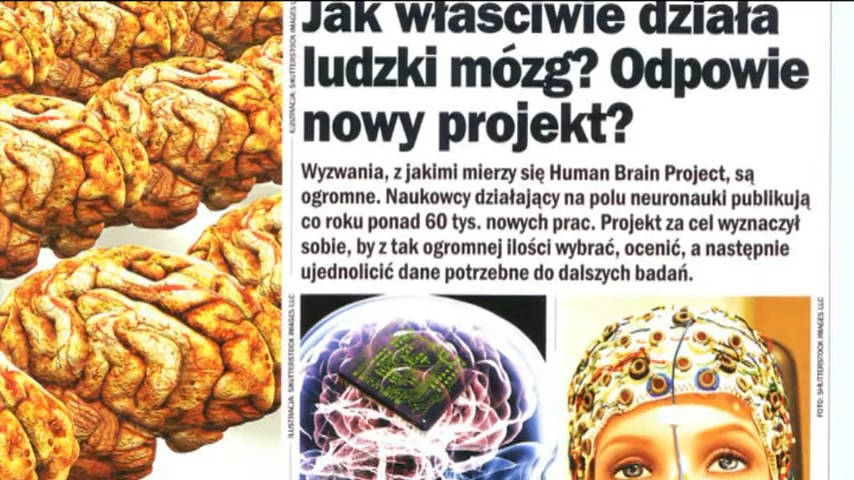 Jak właściwie działa
ludzki mózg? Odpowie
nowy projekt?
Wyzwania, z jakimi mierzy się Human Brain Project, są
ogromne. Naukowcy działający na polu neuronauki publikują
co roku ponad 60 tys. nowych prac. Projekt za cel wyznaczył
sobie, by z tak ogromnej ilości wybrać, ocenić, a następnie
ujednolicić dane potrzebne do dalszych badań.
ILUSTRACJA: SHUTTERSTOCK IMAGES
ILUSTRACJA: SHUTTERSTOCK IMAGES LLC
FOTO: SHUTTERSTOCK IMAGES LLC